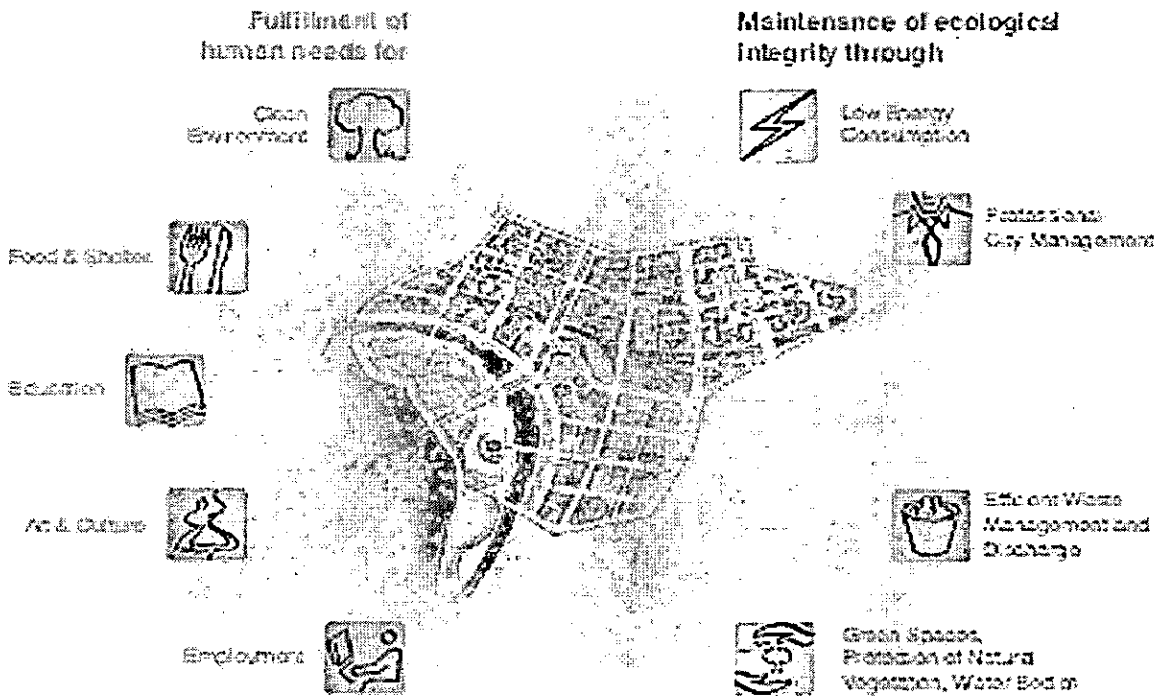 Fulfillment of
human needs for
Clean
Environment
Food & Shelter
Education
Art & Culture
Employment
Maintenance of ecological
integrity through
Low Energy
Consumption
Professional
City Management
Efficient Waste
Management and
Discharge
Green Spaces,
Protection of Natural
Vegetation, Water Bodies